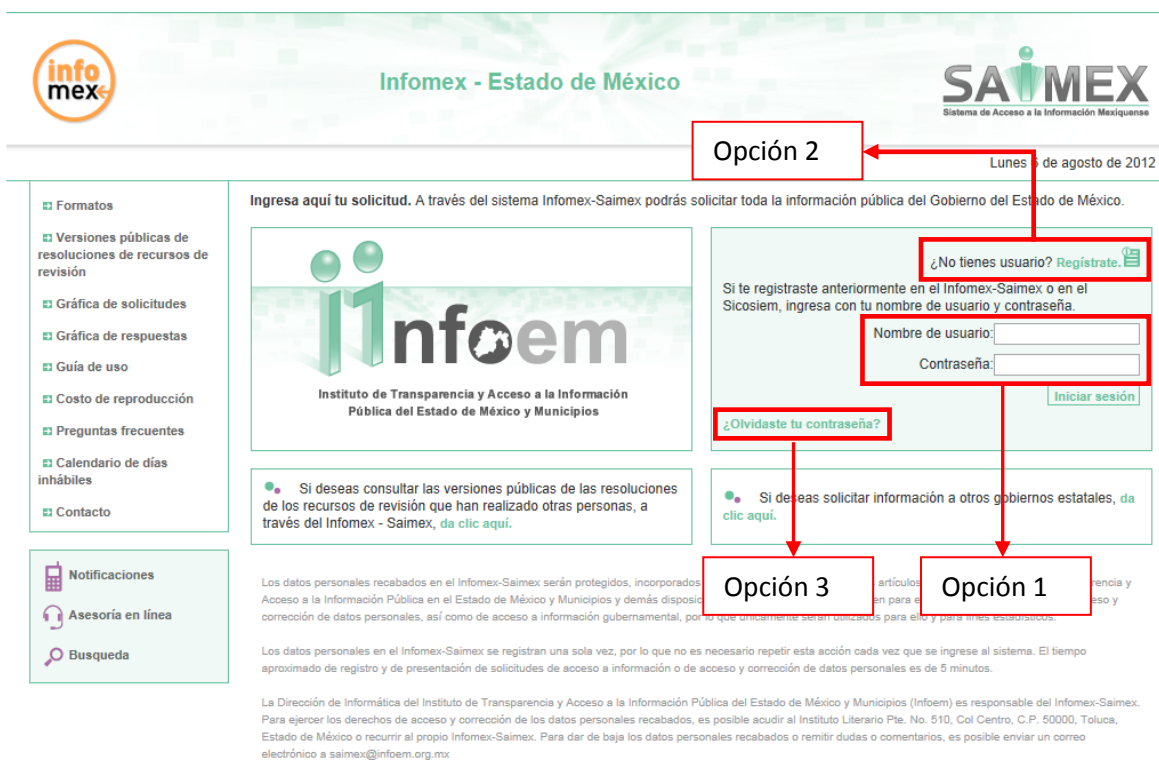 info
mex
Infomex - Estado de México
SAIMEX
Sistema de Acceso a la Información Mexiquense
Opción 2
Lunes 6 de agosto de 2012
Formatos
Versiones públicas de
resoluciones de recursos de
revisión
Gráfica de solicitudes
Gráfica de respuestas
Guía de uso
Costo de reproducción
Preguntas frecuentes
Calendario de días
inhábiles
Contacto
Notificaciones
Asesoría en línea
Busqueda
Ingresa aquí tu solicitud. A través del sistema Infomex-Saimex podrás solicitar toda la información pública del Gobierno del Estado de México.
infoem
Instituto de Transparencia y Acceso a la Información
Pública del Estado de México y Municipios
¿No tienes usuario? Regístrate.
Si te registraste anteriormente en el Infomex-Saimex o en el
Sicosiem, ingresa con tu nombre de usuario y contraseña.
Nombre de usuario:
Contraseña:
Iniciar sesión
¿Olvidaste tu contraseña?
Si deseas consultar las versiones públicas de las resoluciones
de los recursos de revisión que han realizado otras personas, a
través del Infomex - Saimex, da clic aquí.
Si deseas solicitar información a otros gobiernos estatales, da
clic aquí.
Opción 3
Opción 1
Los datos personales recabados en el Infomex-Saimex serán protegidos, incorporados artículos rencia y
Acceso a la Información Pública en el Estado de México y Municipios y demás disposic en para e eso y
corrección de datos personales, así como de acceso a información gubernamental, por lo que únicamente serán utilizados para ello y para fines estadísticos.
Los datos personales en el Infomex-Saimex se registran una sola vez, por lo que no es necesario repetir esta acción cada vez que se ingrese al sistema. El tiempo
aproximado de registro y de presentación de solicitudes de acceso a información o de acceso y corrección de datos personales es de 5 minutos.
La Dirección de Informática del Instituto de Transparencia y Acceso a la Información Pública del Estado de México y Municipios (Infoem) es responsable del Infomex-Saimex.
Para ejercer los derechos de acceso y corrección de los datos personales recabados, es posible acudir al Instituto Literario Pte. No. 510, Col Centro, C.P. 50000, Toluca,
Estado de México o recurrir al propio Infomex-Saimex. Para dar de baja los datos personales recabados o remitir dudas o comentarios, es posible enviar un correo
electrónico a saimex@infoem.org.mx